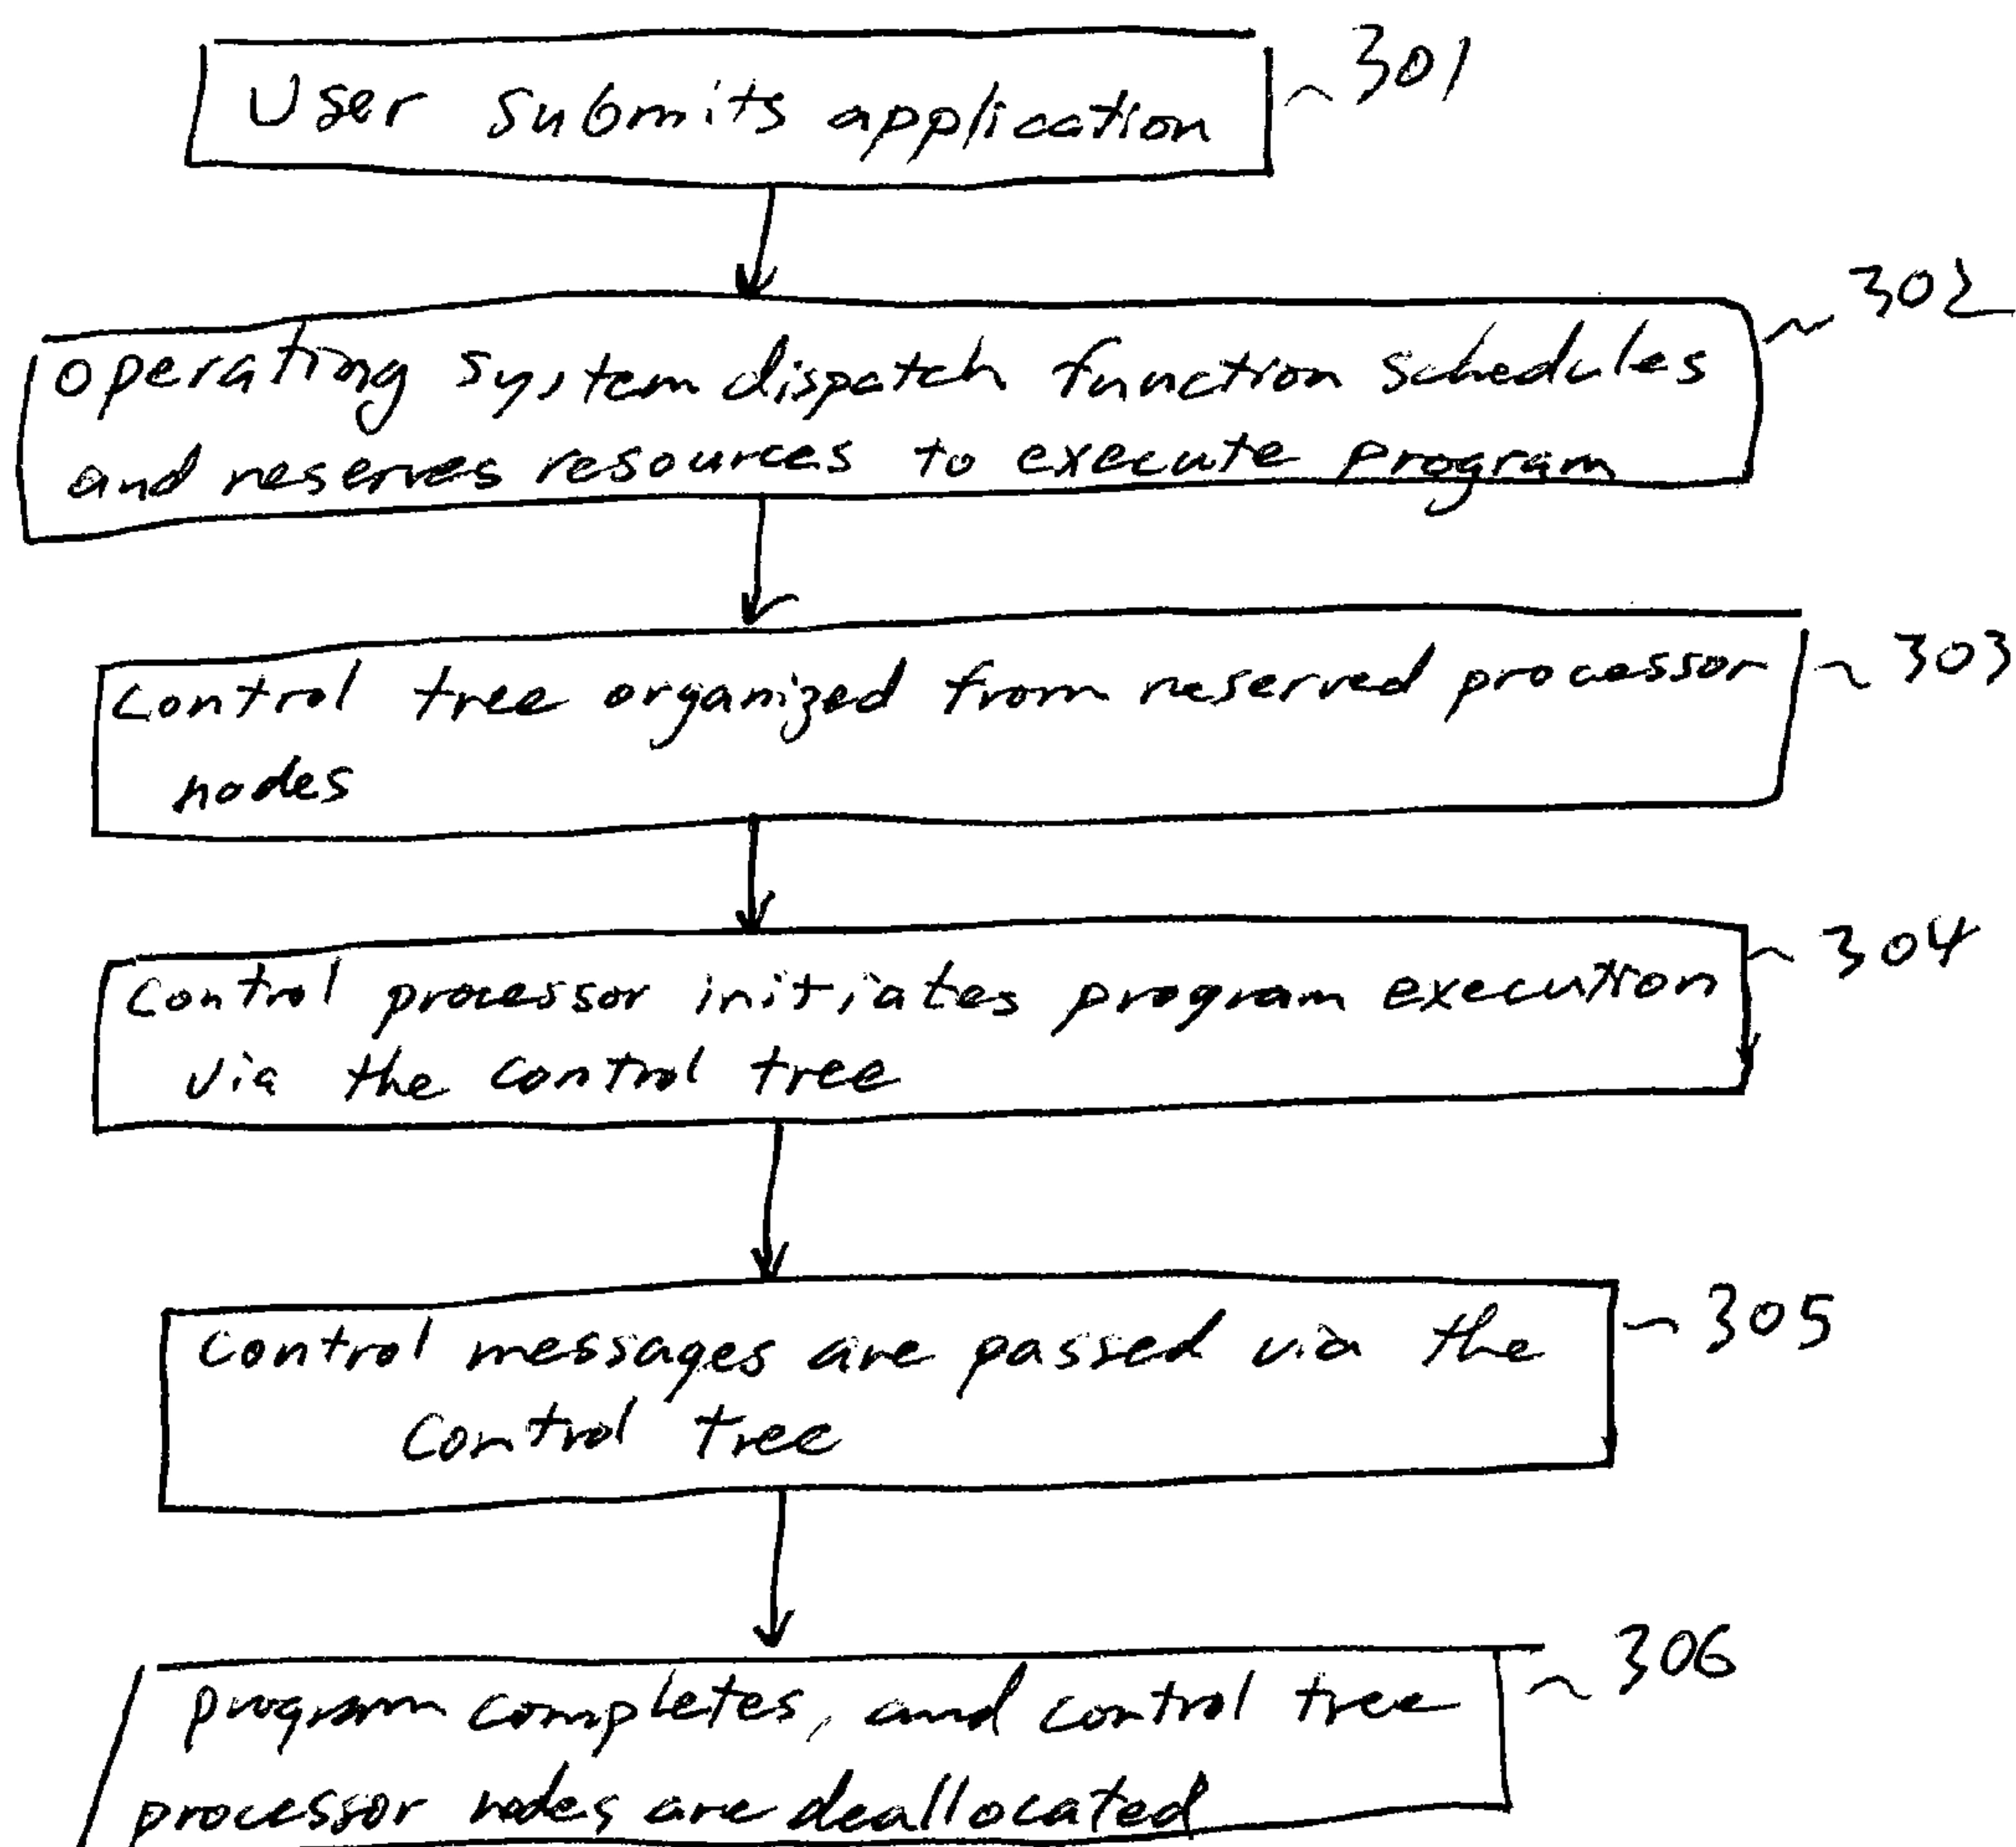 User submits application ~ 301
operating system dispatch function schedules ~ 302
and reserves resources to execute program
control tree organized from reserved processor ~ 303
nodes
control processor initiates program execution ~ 304
via the control tree
control messages are passed via the ~ 305
control tree
program completes, and control tree ~ 306
processor nodes are deallocated